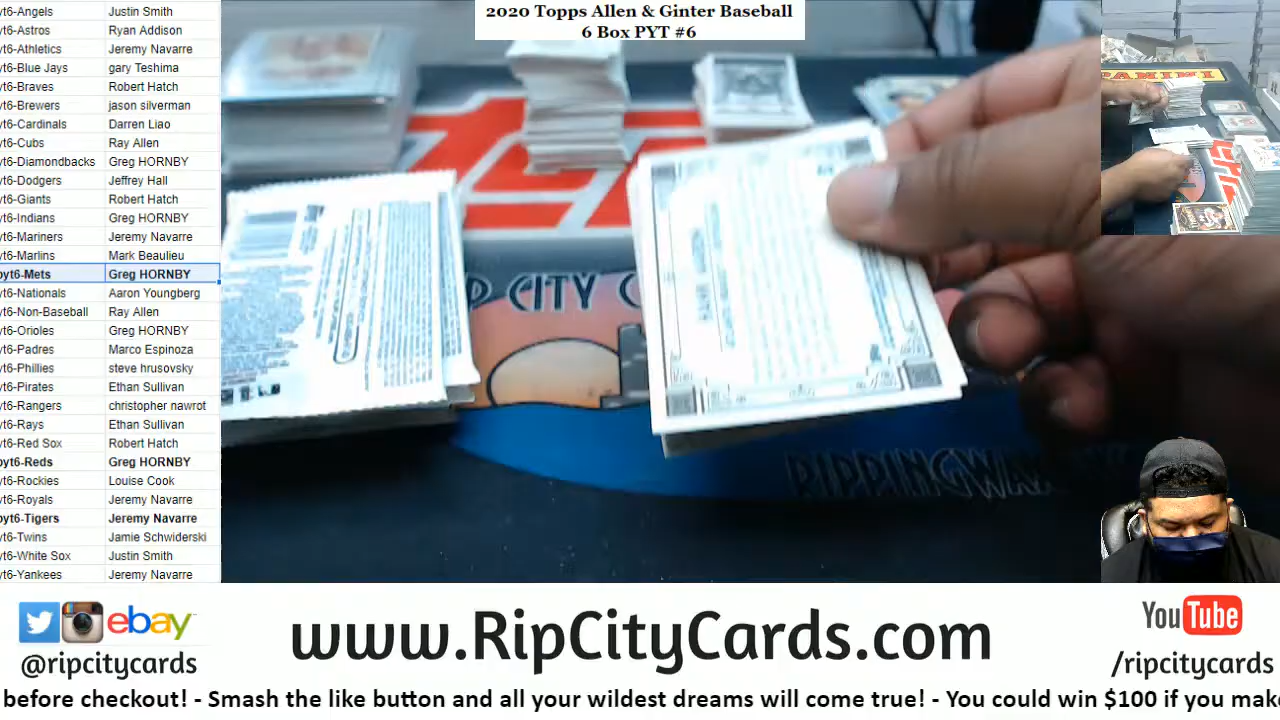 2020 Topps Allen & Ginter Baseball
6 Box PYT #6
yt6-Angels Justin Smith
yt6-Astros Ryan Addison
yt6-Athletics Jeremy Navarre
yt6-Blue Jays gary Teshima
yt6-Braves Robert Hatch
yt6-Brewers jason silverman
yt6-Cardinals Darren Liao
yt6-Cubs Ray Allen
yt6-Diamondbacks Greg HORNBY
yt6-Dodgers Jeffrey Hall
yt6-Giants Robert Hatch
yt6-Indians Greg HORNBY
yt6-Mariners Jeremy Navarre
yt6-Marlins Mark Beaulieu
pyt6-Mets Greg HORNBY
yt6-Nationals Aaron Youngberg
yt6-Non-Baseball Ray Allen
yt6-Orioles Greg HORNBY
yt6-Padres Marco Espinoza
yt6-Phillies steve hrusovsky
yt6-Pirates Ethan Sullivan
yt6-Rangers christopher nawrot
yt6-Rays Ethan Sullivan
yt6-Red Sox Robert Hatch
pyt6-Reds Greg HORNBY
yt6-Rockies Louise Cook
yt6-Royals Jeremy Navarre
pyt6-Tigers Jeremy Navarre
yt6-Twins Jamie Schwiderski
yt6-White Sox Justin Smith
yt6-Yankees Jeremy Navarre
PANINI
P CITY C
RIPPINGWAX
ebay
@ripcitycards
www.RipCityCards.com
YouTube
/ripcitycards
before checkout! - Smash the like button and all your wildest dreams will come true! - You could win $100 if you make